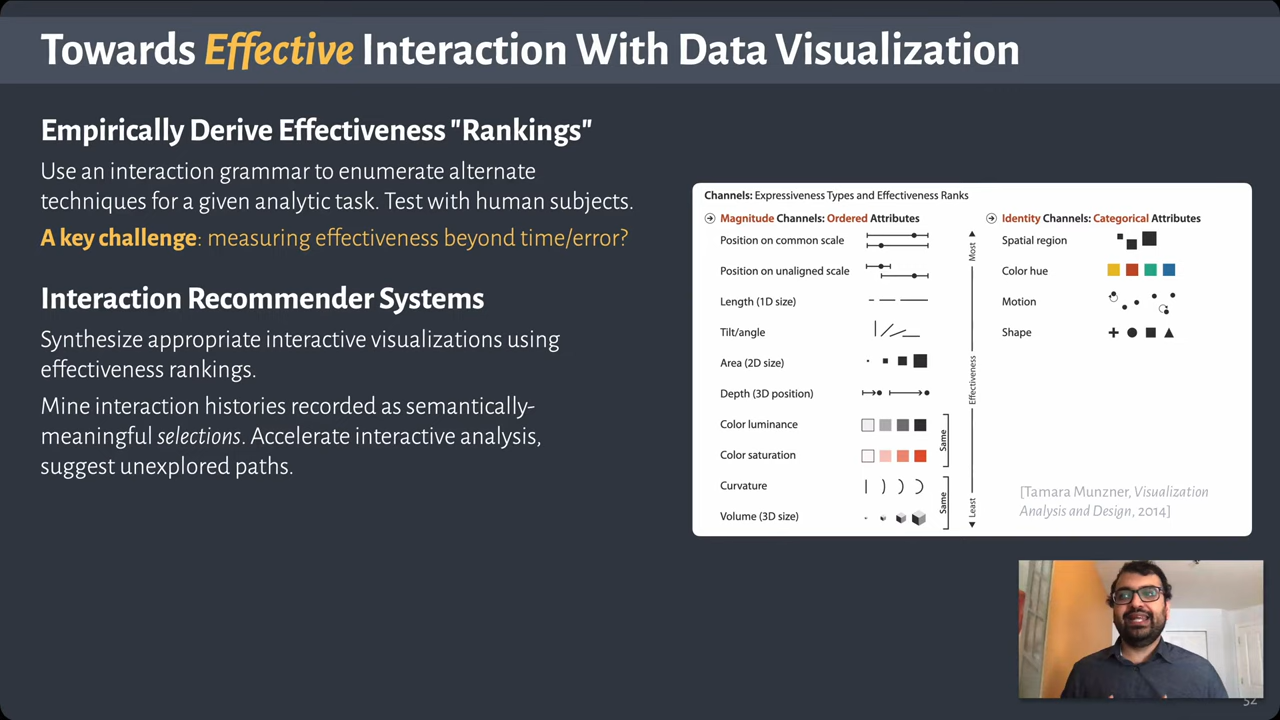 Towards Effective Interaction With Data Visualization
Empirically Derive Effectiveness "Rankings"
Use an interaction grammar to enumerate alternate
techniques for a given analytic task. Test with human subjects.
A key challenge: measuring effectiveness beyond time/error?
Interaction Recommender Systems
Synthesize appropriate interactive visualizations using
effectiveness rankings.
Mine interaction histories recorded as semantically-
meaningful selections. Accelerate interactive analysis,
suggest unexplored paths.
Channels: Expressiveness Types and Effectiveness Ranks
Magnitude Channels: Ordered Attributes
Position on common scale
Position on unaligned scale
Length (1D size)
Tilt/angle
Area (2D size)
Depth (3D position)
Color luminance
Color saturation
Curvature
Volume (3D size)
Same
Same
Most
Effectiveness
Least
Identity Channels: Categorical Attributes
Spatial region
Color hue
Motion
Shape
[Tamara Munzner, Visualization
Analysis and Design, 2014]
52